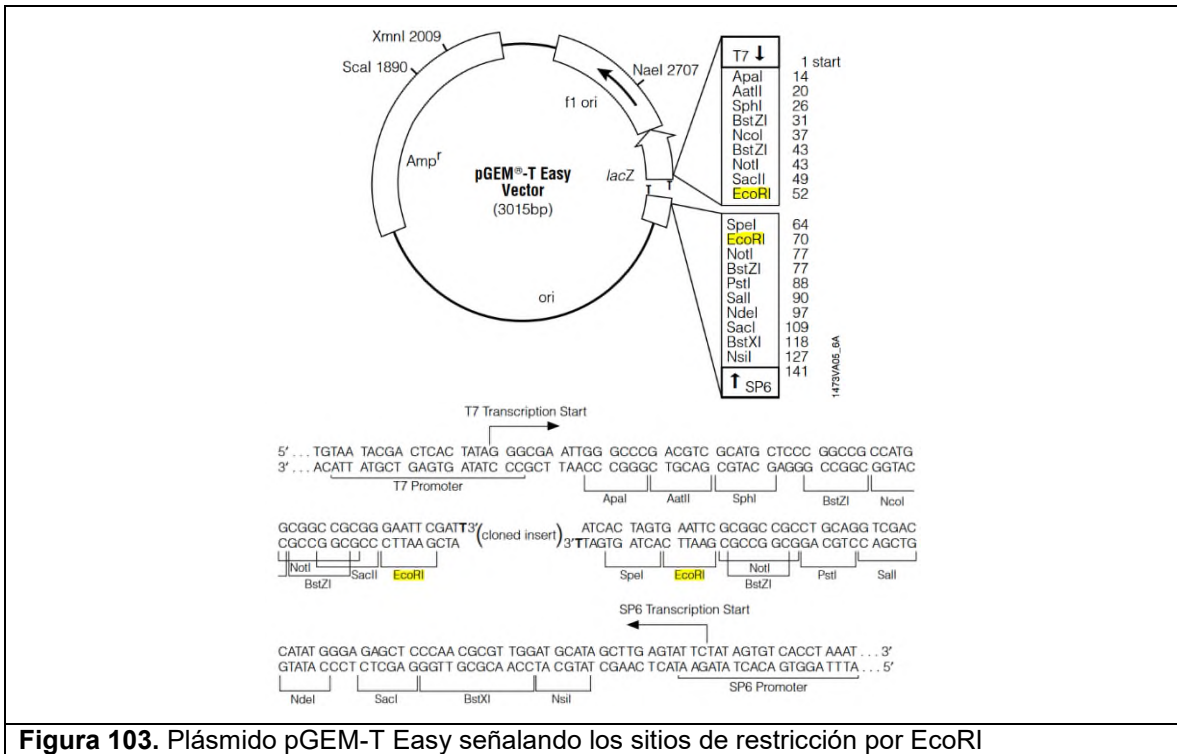 XmnI 2009
ScaI 1890
NaeI 2707
f1 ori
Ampr
pGEM®-T Easy
Vector
(3015bp)
lacZ
T T
ori
T7 ↓
1 start
ApaI 14
AatII 20
SphI 26
BstZI 31
NcoI 37
BstZI 43
NotI 43
SacII 49
EcoRI 52
SpeI 64
EcoRI 70
NotI 77
BstZI 77
PstI 88
SalI 90
NdeI 97
SacI 109
BstXI 118
NsiI 127
141
↑ SP6
1473VA05_6A
T7 Transcription Start
5′ . . . TGTAA TACGA CTCAC TATAG GGCGA ATTGG GCCCG ACGTC GCATG CTCCC GGCCG CCATG
3′ . . . ACATT ATGCT GAGTG ATATC CCGCT TAACC CGGGC TGCAG CGTAC GAGGG CCGGC GGTAC
T7 Promoter
ApaI AatII SphI BstZI NcoI
GCGGC CGCGG GAATT CGATT3′ (cloned insert) ATCAC TAGTG AATTC GCGGC CGCCT GCAGG TCGAC
CGCCG GCGCC CTTAA GCTA 3′TTAGTG ATCAC TTAAG CGCCG GCGGA CGTCC AGCTG
NotI SacII EcoRI SpeI EcoRI NotI PstI SalI
BstZI BstZI
SP6 Transcription Start
CATAT GGGA GAGCT CCCAA CGCGT TGGAT GCATA GCTTG AGTAT TCTAT AGTGT CACCT AAAT . . . 3′
GTATA CCCT CTCGAG GGTT GCGCA ACCTA CGTAT CGAAC TCATA AGATA TCACA GTGGA TTTA . . . 5′
NdeI SacI BstXI NsiI SP6 Promoter
Figura 103. Plásmido pGEM-T Easy señalando los sitios de restricción por EcoRI